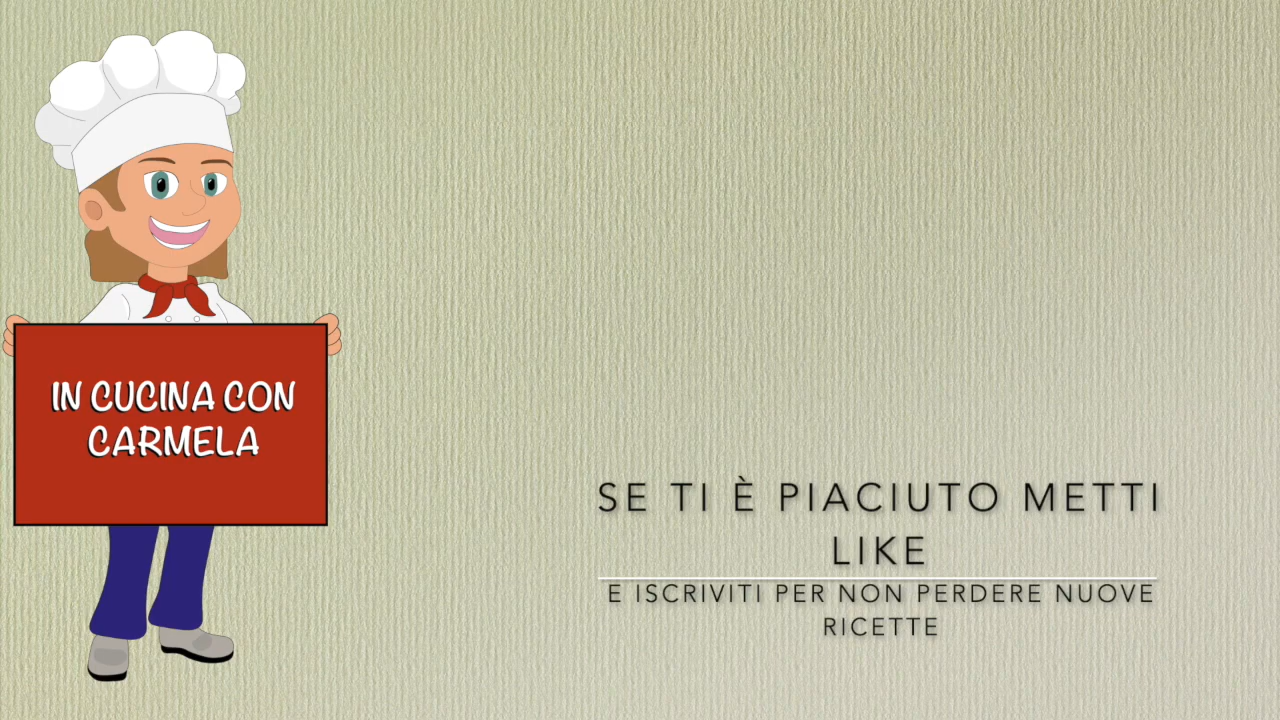 IN CUCINA CON
CARMELA
SE TI È PIACIUTO METTI
LIKE
E ISCRIVITI PER NON PERDERE NUOVE
RICETTE